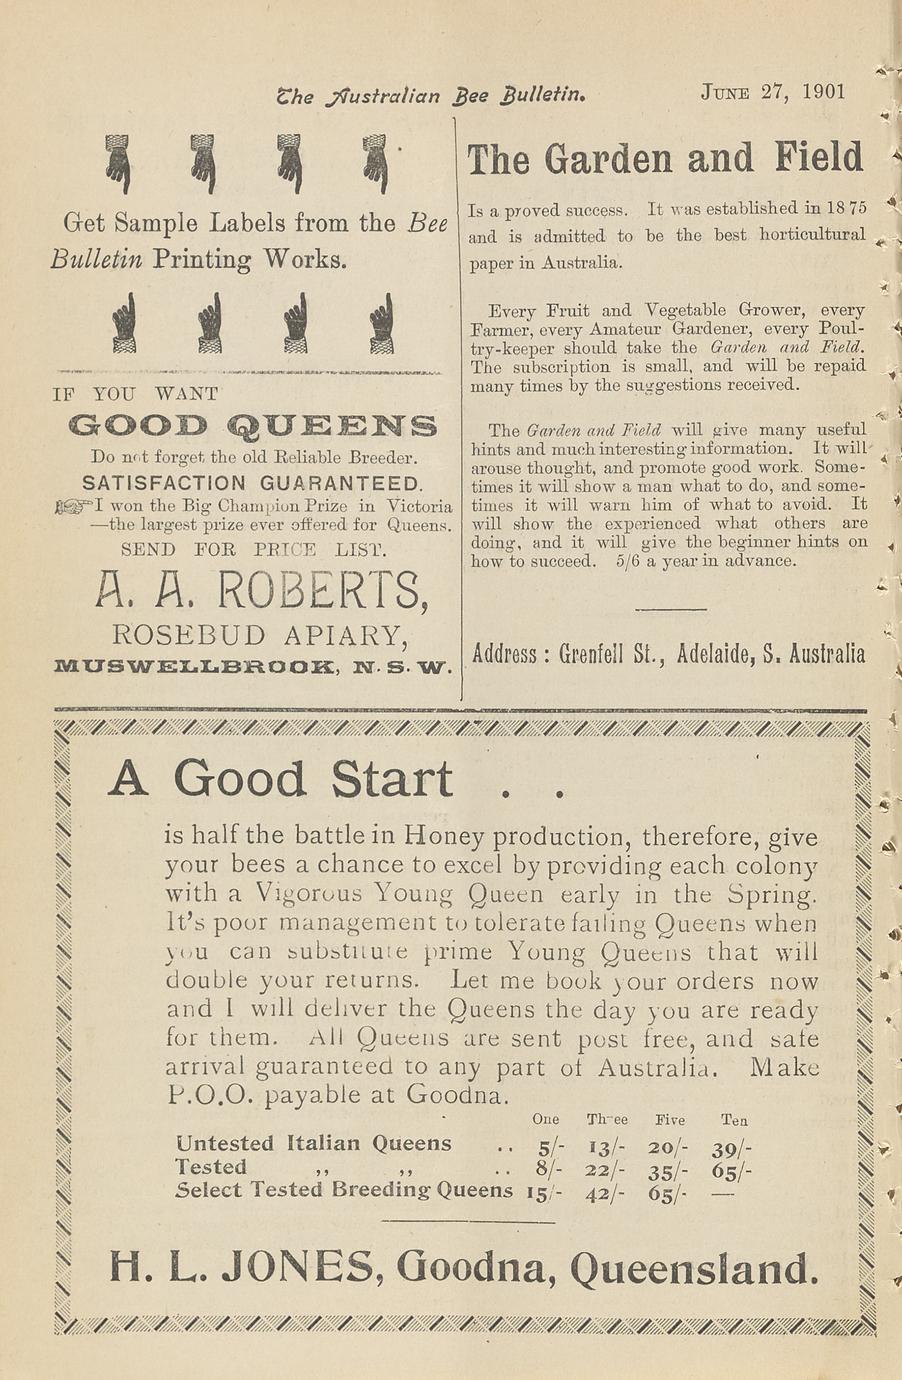 The Australian Bee Bulletin. JUNE 27, 1901
Get Sample Labels from the Bee
Bulletin Printing Works.
IF YOU WANT
GOOD QUEENS
Do not forget the old Reliable Breeder.
SATISFACTION GUARANTEED.
I won the Big Champion Prize in Victoria
—the largest prize ever offered for Queens.
SEND FOR PRICE LIST.
A. A. ROBERTS,
ROSEBUD APIARY,
MUSWELLBROOK, N. S. W.
The Garden and Field
Is a proved success. It was established in 1875
and is admitted to be the best horticultural
paper in Australia.
Every Fruit and Vegetable Grower, every
Farmer, every Amateur Gardener, every Poul-
try-keeper should take the Garden and Field.
The subscription is small, and will be repaid
many times by the suggestions received.
The Garden and Field will give many useful
hints and much interesting information. It will
arouse thought, and promote good work. Some-
times it will show a man what to do, and some-
times it will warn him of what to avoid. It
will show the experienced what others are
doing, and it will give the beginner hints on
how to succeed. 5/6 a year in advance.
Address : Grenfell St., Adelaide, S. Australia
A Good Start . .
is half the battle in Honey production, therefore, give
your bees a chance to excel by providing each colony
with a Vigorous Young Queen early in the Spring.
It's poor management to tolerate failing Queens when
you can substitute prime Young Queens that will
double your returns. Let me book your orders now
and I will deliver the Queens the day you are ready
for them. All Queens are sent post free, and safe
arrival guaranteed to any part of Australia. Make
P.O.O. payable at Goodna.
One Three Five Ten
Untested Italian Queens .. 5/- 13/- 20/- 39/-
Tested ,, ,, .. 8/- 22/- 35/- 65/-
Select Tested Breeding Queens 15/- 42/- 65/- —
H. L. JONES, Goodna, Queensland.